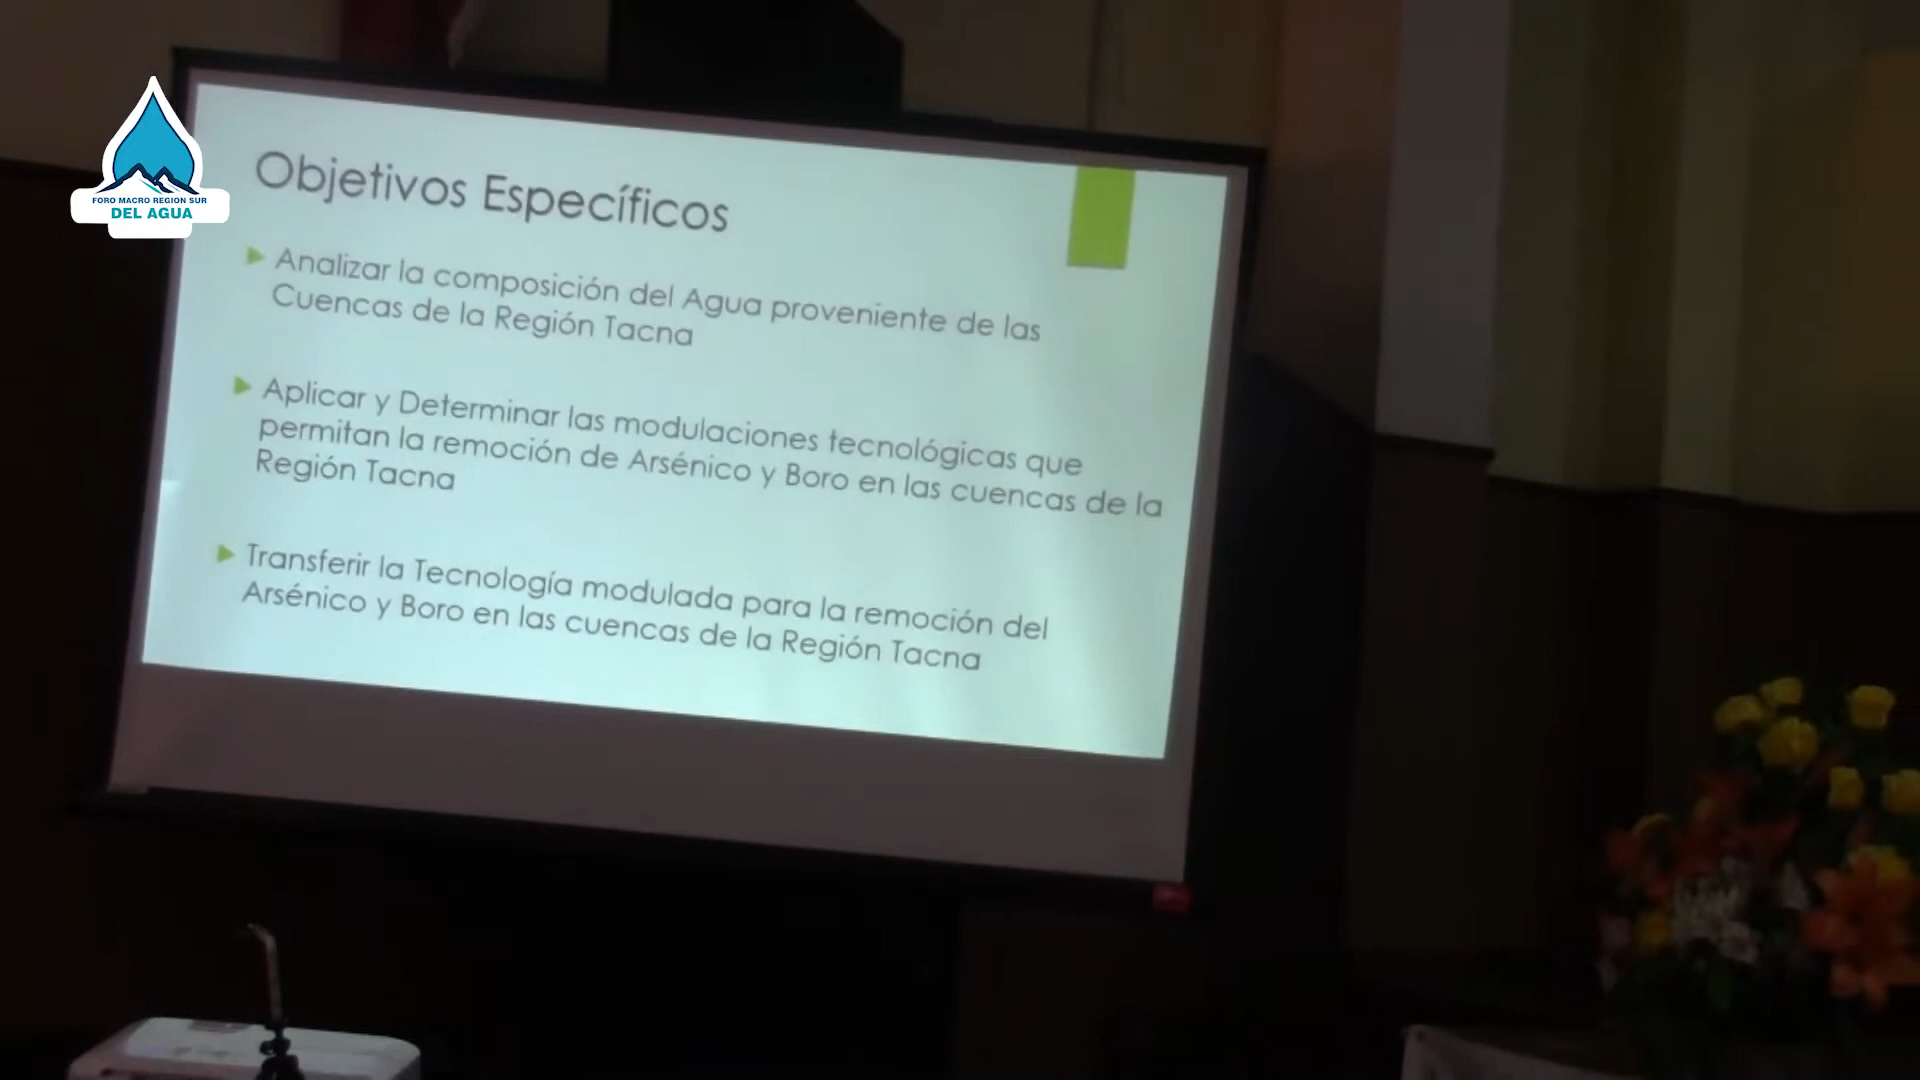 FORO MACRO REGION SUR
DEL AGUA
Objetivos Específicos
Analizar la composición del Agua proveniente de las
Cuencas de la Región Tacna
Aplicar y Determinar las modulaciones tecnológicas que
permitan la remoción de Arsénico y Boro en las cuencas de la
Región Tacna
Transferir la Tecnología modulada para la remoción del
Arsénico y Boro en las cuencas de la Región Tacna